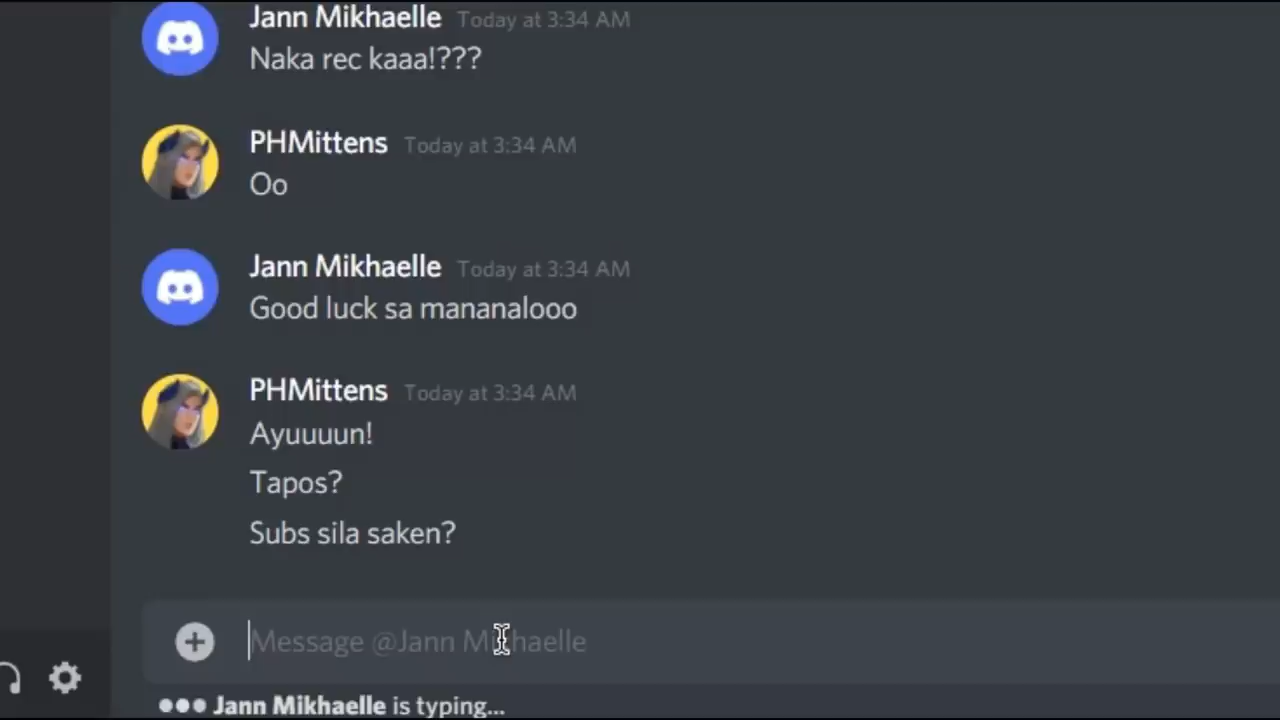 Jann Mikhaelle Today at 3:34 AM
Naka rec kaaa!???
PHMittens Today at 3:34 AM
Oo
Jann Mikhaelle Today at 3:34 AM
Good luck sa mananalooo
PHMittens Today at 3:34 AM
Ayuuuun!
Tapos?
Subs sila saken?
Message @Jann Mikhaelle
Jann Mikhaelle is typing...